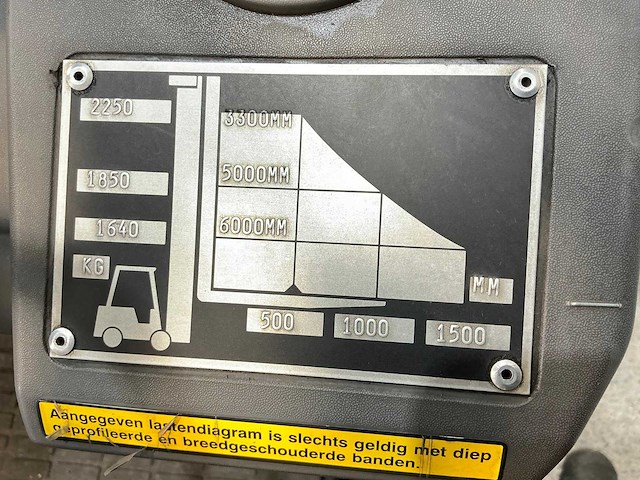 2250
3300MM
1850
5000MM
1640
6000MM
KG
MM
500
1000
1500
Aangegeven lastendiagram is slechts geldig met diep
geprofileerde en breedgeschouderde banden.